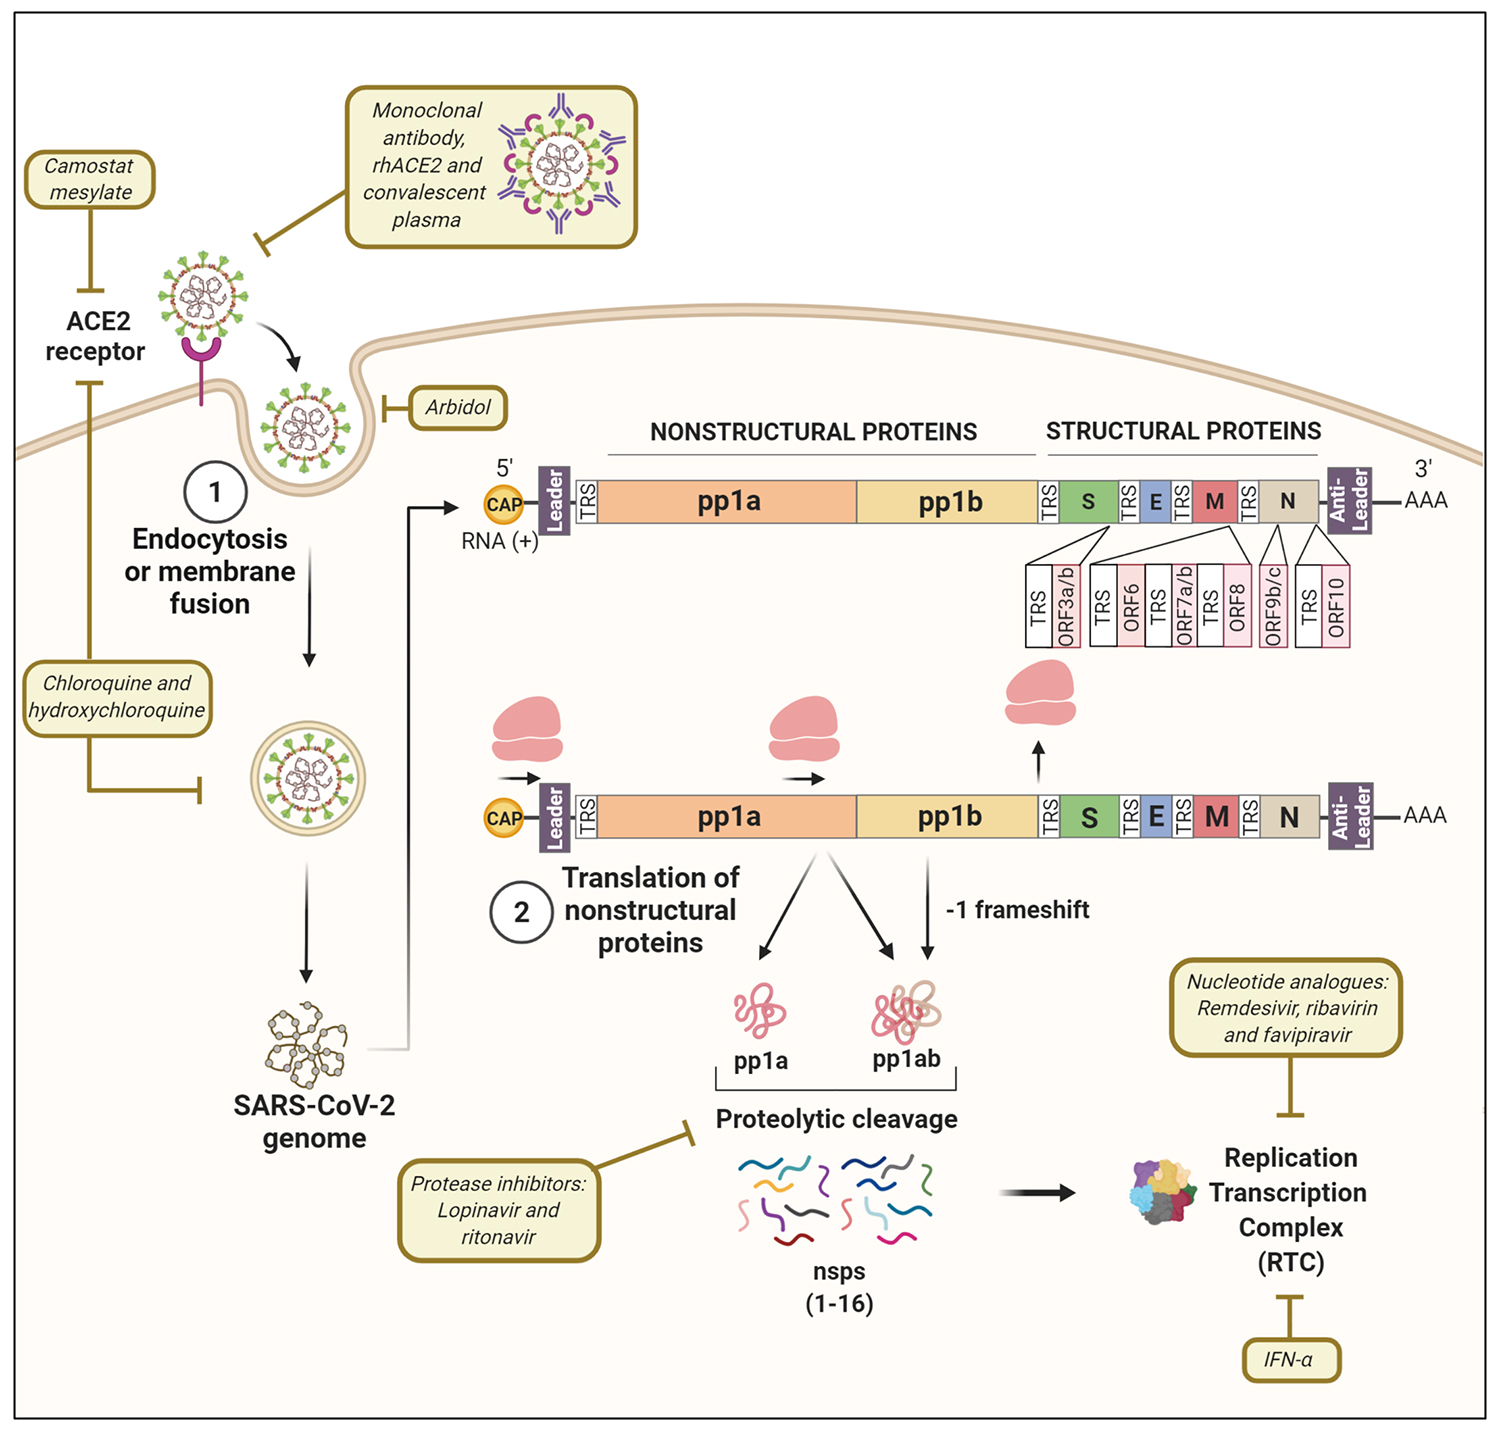 Monoclonal
antibody,
rhACE2 and
convalescent
plasma
Camostat
mesylate
ACE2
receptor
Arbidol
1
Endocytosis
or membrane
fusion
Chloroquine and
hydroxychloroquine
SARS-CoV-2
genome
NONSTRUCTURAL PROTEINS
STRUCTURAL PROTEINS
5'
3'
CAP
Leader
TRS
pp1a
pp1b
TRS
S
TRS
E
TRS
M
TRS
N
Anti-
Leader
AAA
RNA (+)
TRS
ORF3a/b
TRS
ORF6
TRS
ORF7a/b
TRS
ORF8
ORF9b/c
TRS
ORF10
CAP
Leader
TRS
pp1a
pp1b
TRS
S
TRS
E
TRS
M
TRS
N
Anti-
Leader
AAA
2
Translation of
nonstructural
proteins
-1 frameshift
pp1a
pp1ab
Proteolytic cleavage
Protease inhibitors:
Lopinavir and
ritonavir
nsps
(1-16)
Nucleotide analogues:
Remdesivir, ribavirin
and favipiravir
Replication
Transcription
Complex
(RTC)
IFN-α